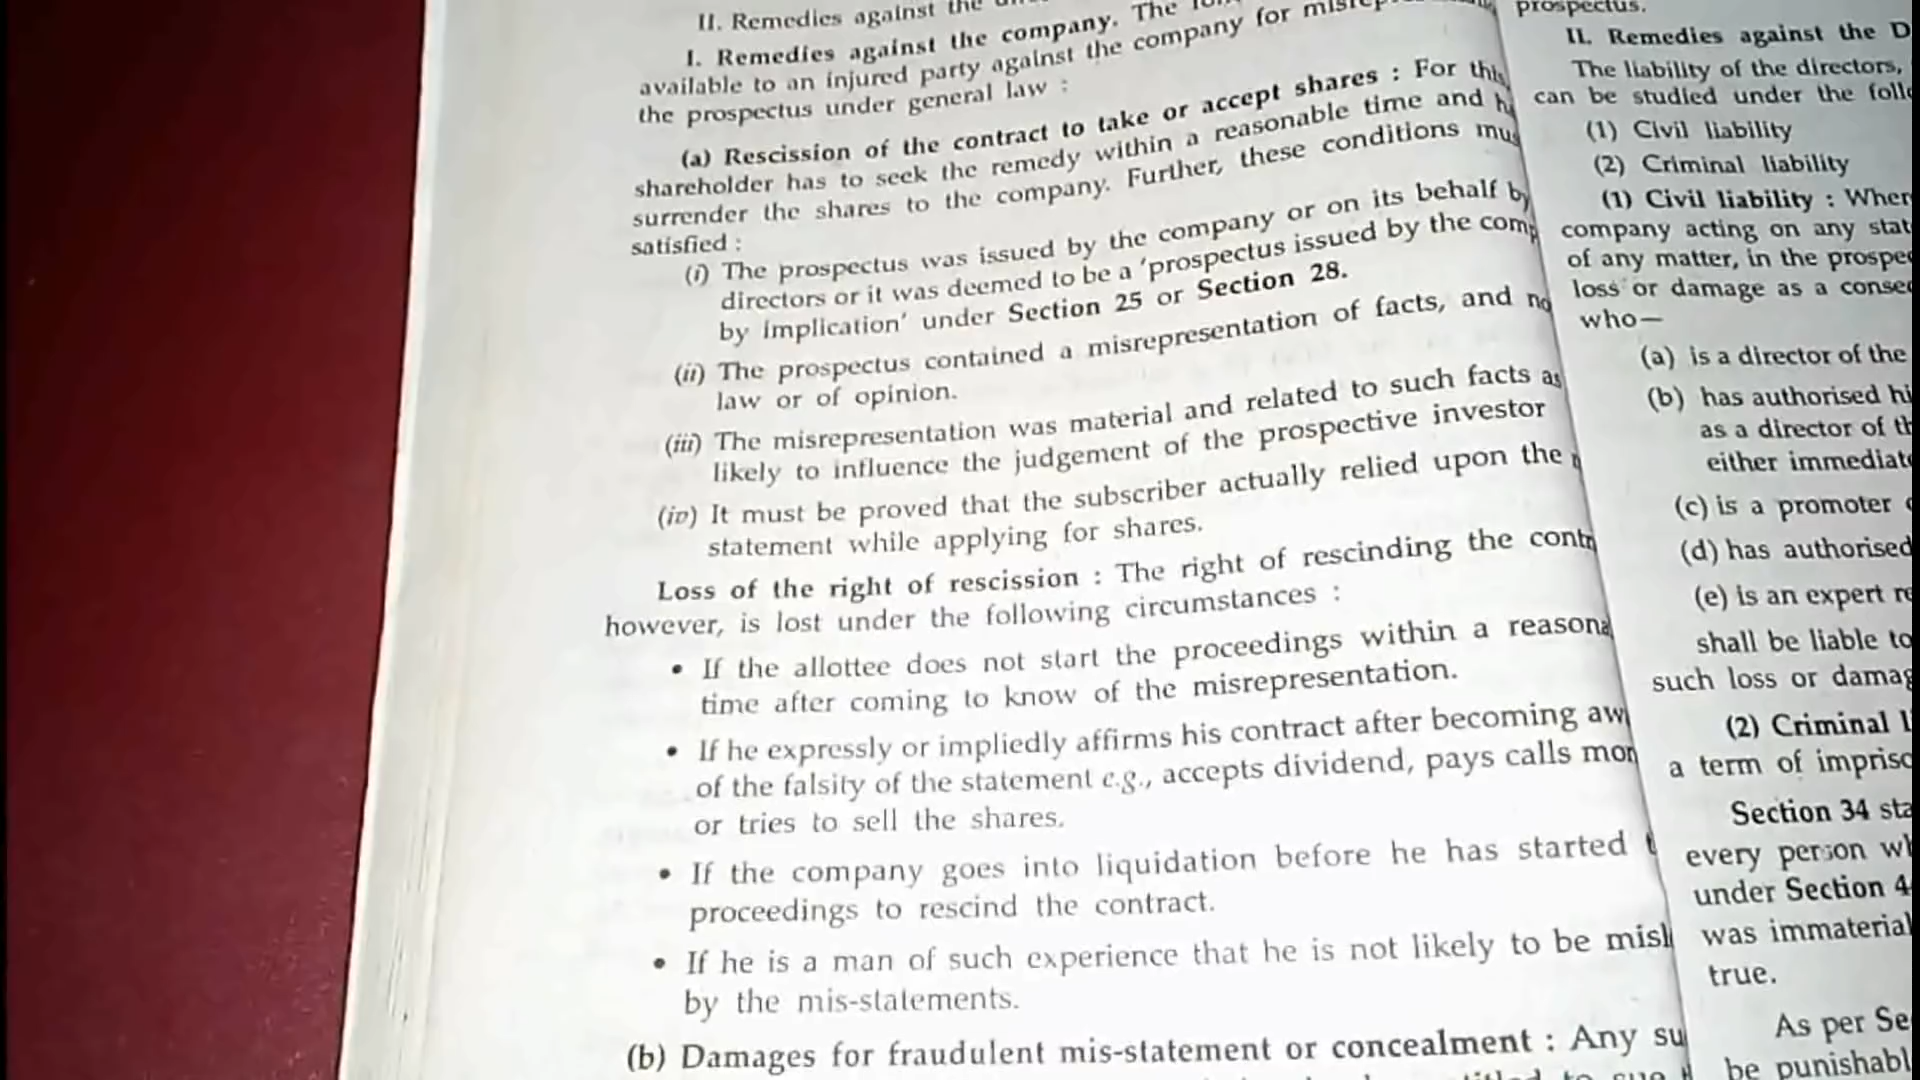 II. Remedies against the
I. Remedies against the company. The
available to an injured party against the company for
the prospectus under general law :
(a) Rescission of the contract to take or accept shares : For this
shareholder has to seek the remedy within a reasonable time and
surrender the shares to the company. Further, these conditions
satisfied :
(i) The prospectus was issued by the company or on its behalf by
directors or it was deemed to be a 'prospectus issued by the
by implication' under Section 25 or Section 28.
(ii) The prospectus contained a misrepresentation of facts, and
law or of opinion.
(iii) The misrepresentation was material and related to such facts as
likely to influence the judgement of the prospective investor
(iv) It must be proved that the subscriber actually relied upon the
statement while applying for shares.
Loss of the right of rescission : The right of rescinding the
however, is lost under the following circumstances :
• If the allottee does not start the proceedings within a
time after coming to know of the misrepresentation.
• If he expressly or impliedly affirms his contract after becoming
of the falsity of the statement e.g., accepts dividend, pays calls
or tries to sell the shares.
• If the company goes into liquidation before he has started
proceedings to rescind the contract.
• If he is a man of such experience that he is not likely to be
by the mis-statements.
(b) Damages for fraudulent mis-statement or concealment : Any
prospectus.
II. Remedies against the D
The liability of the directors,
can be studied under the
(1) Civil liability
(2) Criminal liability
(1) Civil liability : Wher
company acting on any stat
of any matter, in the prospe
loss or damage as a conse
who—
(a) is a director of the
(b) has authorised hi
as a director of th
either immediat
(c) is a promoter
(d) has authorised
(e) is an expert re
shall be liable to
such loss or damag
(2) Criminal l
a term of impriso
Section 34 sta
every person wh
under Section 4
was immaterial
true.
As per Se
be punishabl